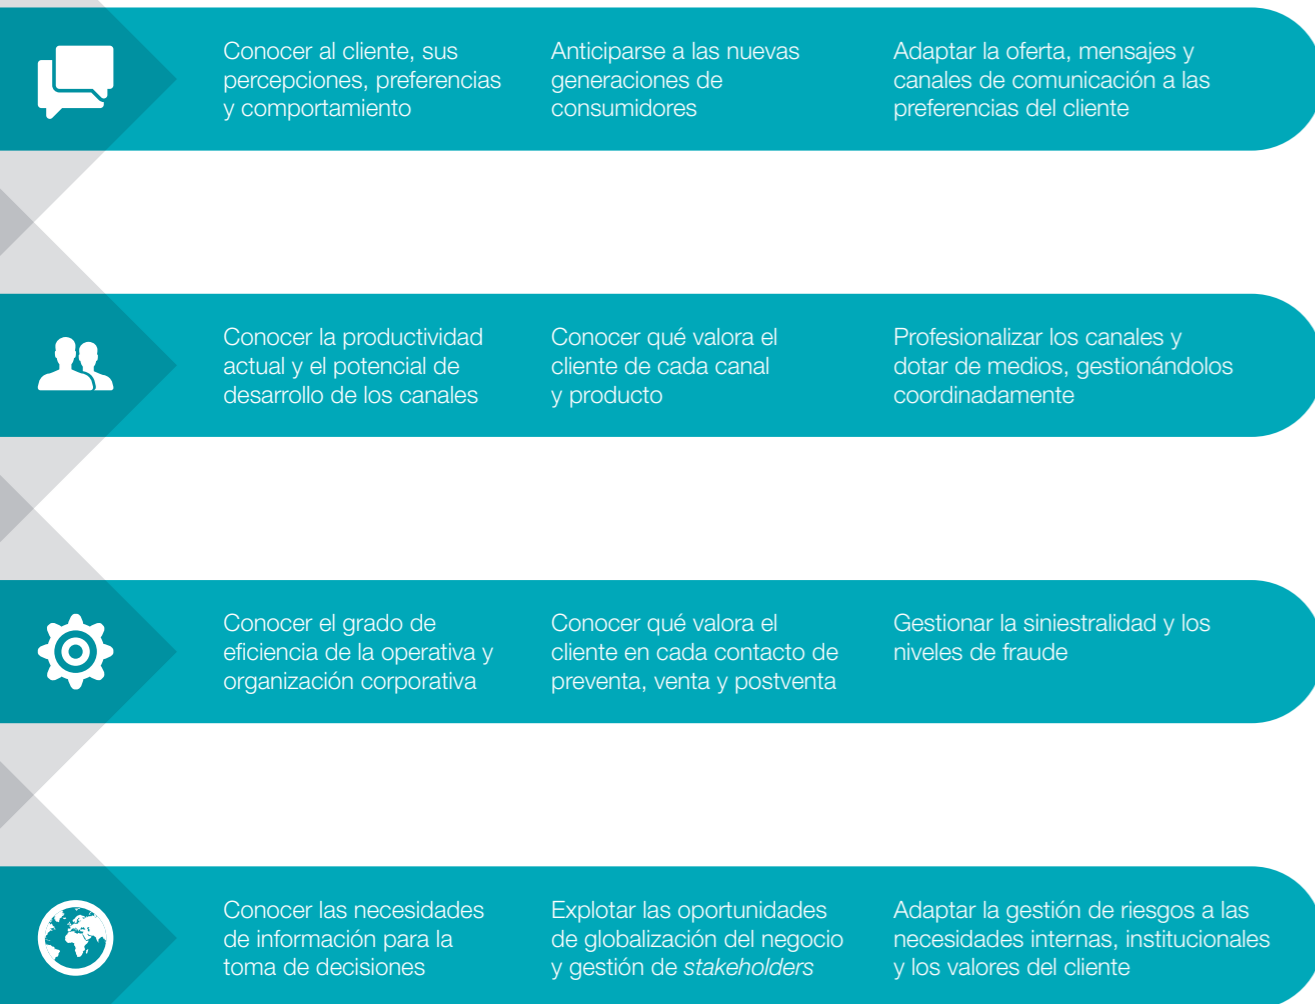 Conocer al cliente, sus
percepciones, preferencias
y comportamiento
Anticiparse a las nuevas
generaciones de
consumidores
Adaptar la oferta, mensajes y
canales de comunicación a las
preferencias del cliente
Conocer la productividad
actual y el potencial de
desarrollo de los canales
Conocer qué valora el
cliente de cada canal
y producto
Profesionalizar los canales y
dotar de medios, gestionándolos
coordinadamente
Conocer el grado de
eficiencia de la operativa y
organización corporativa
Conocer qué valora el
cliente en cada contacto de
preventa, venta y postventa
Gestionar la siniestralidad y los
niveles de fraude
Conocer las necesidades
de información para la
toma de decisiones
Explotar las oportunidades
de globalización del negocio
y gestión de stakeholders
Adaptar la gestión de riesgos a las
necesidades internas, institucionales
y los valores del cliente